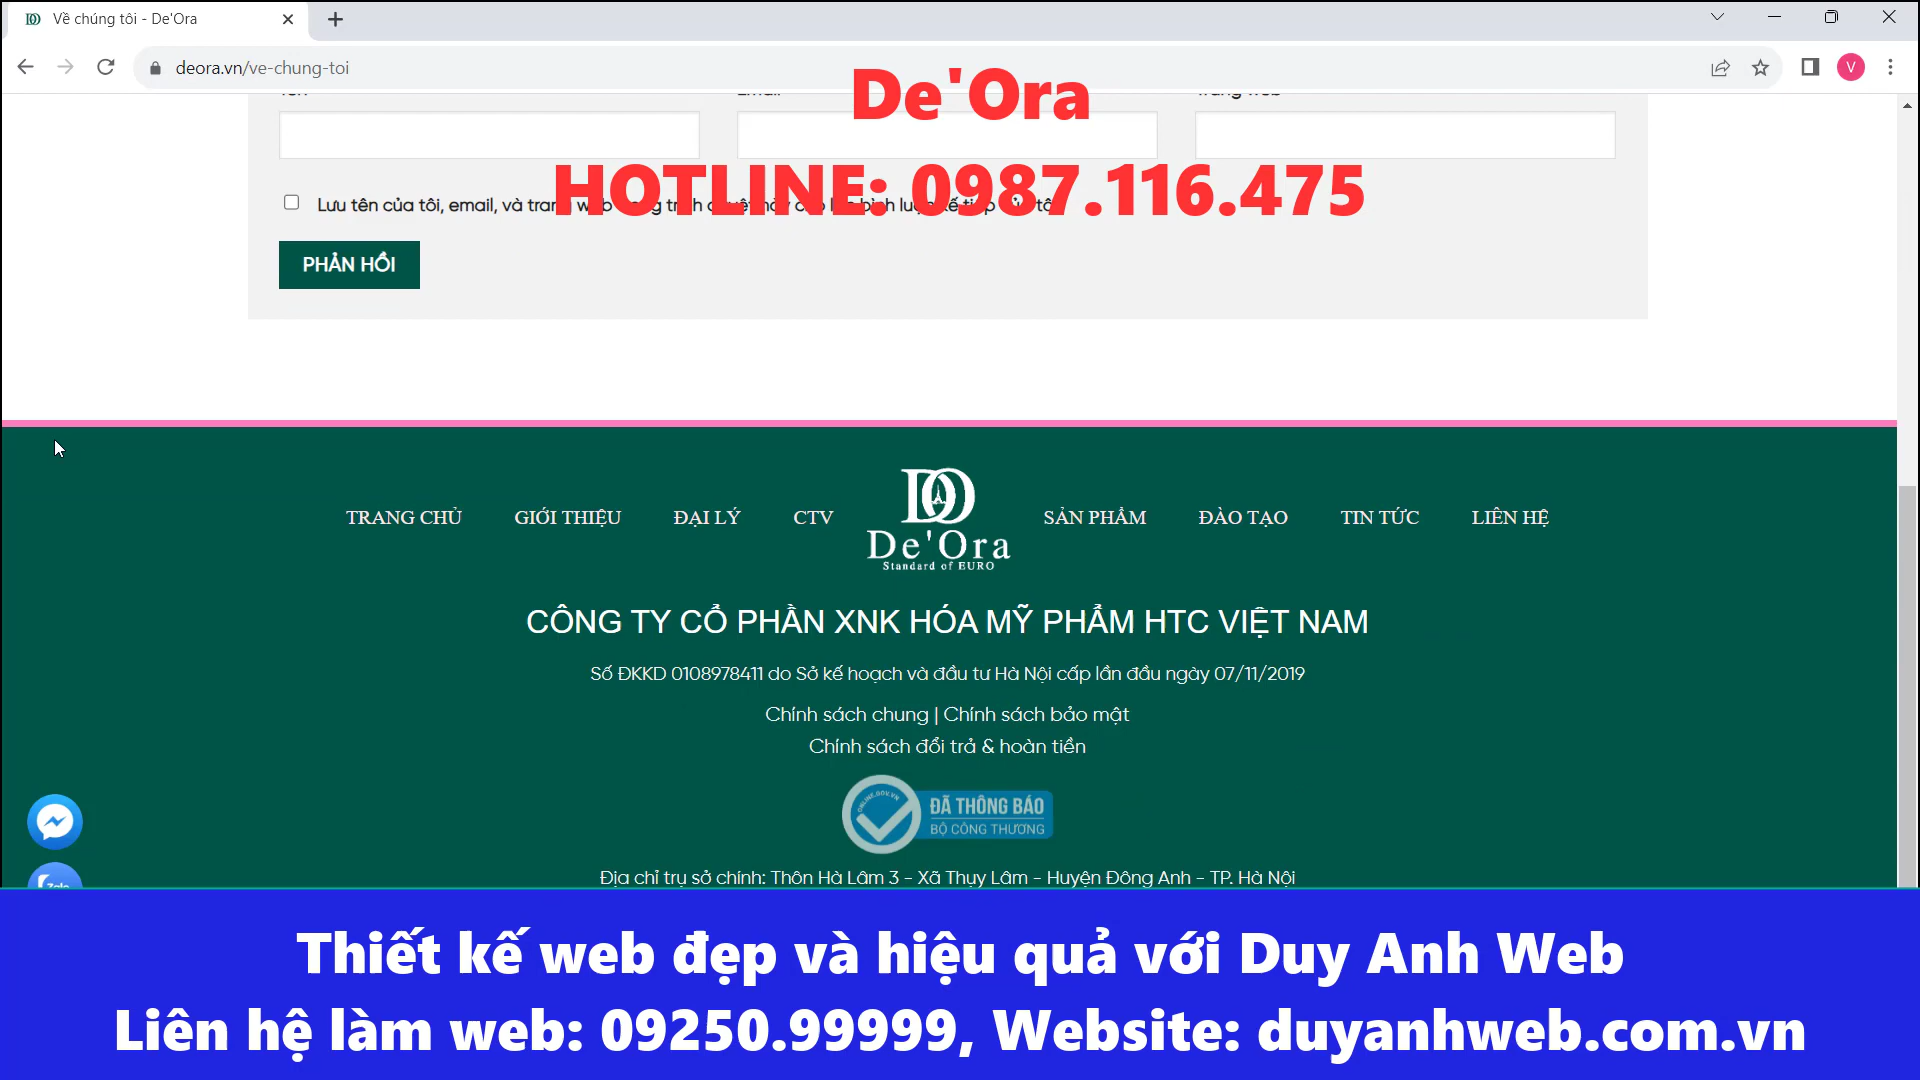 Về chúng tôi - De'Ora
deora.vn/ve-chung-toi
V
De'Ora
HOTLINE: 0987.116.475
Lưu tên của tôi, email, và
PHẢN HỒI
TRANG CHỦ GIỚI THIỆU ĐẠI LÝ CTV SẢN PHẨM ĐÀO TẠO TIN TỨC LIÊN HỆ
DO
De'Ora
Standard of EURO
CÔNG TY CỔ PHẦN XNK HÓA MỸ PHẨM HTC VIỆT NAM
Số ĐKKD 0108978411 do Sở kế hoạch và đầu tư Hà Nội cấp lần đầu ngày 07/11/2019
Chính sách chung | Chính sách bảo mật
Chính sách đổi trả & hoàn tiền
ONLINE.GOV.VN
ĐÃ THÔNG BÁO
BỘ CÔNG THƯƠNG
Địa chỉ trụ sở chính: Thôn Hà Lâm 3 - Xã Thụy Lâm - Huyện Đông Anh - TP. Hà Nội
Thiết kế web đẹp và hiệu quả với Duy Anh Web
Liên hệ làm web: 09250.99999, Website: duyanhweb.com.vn